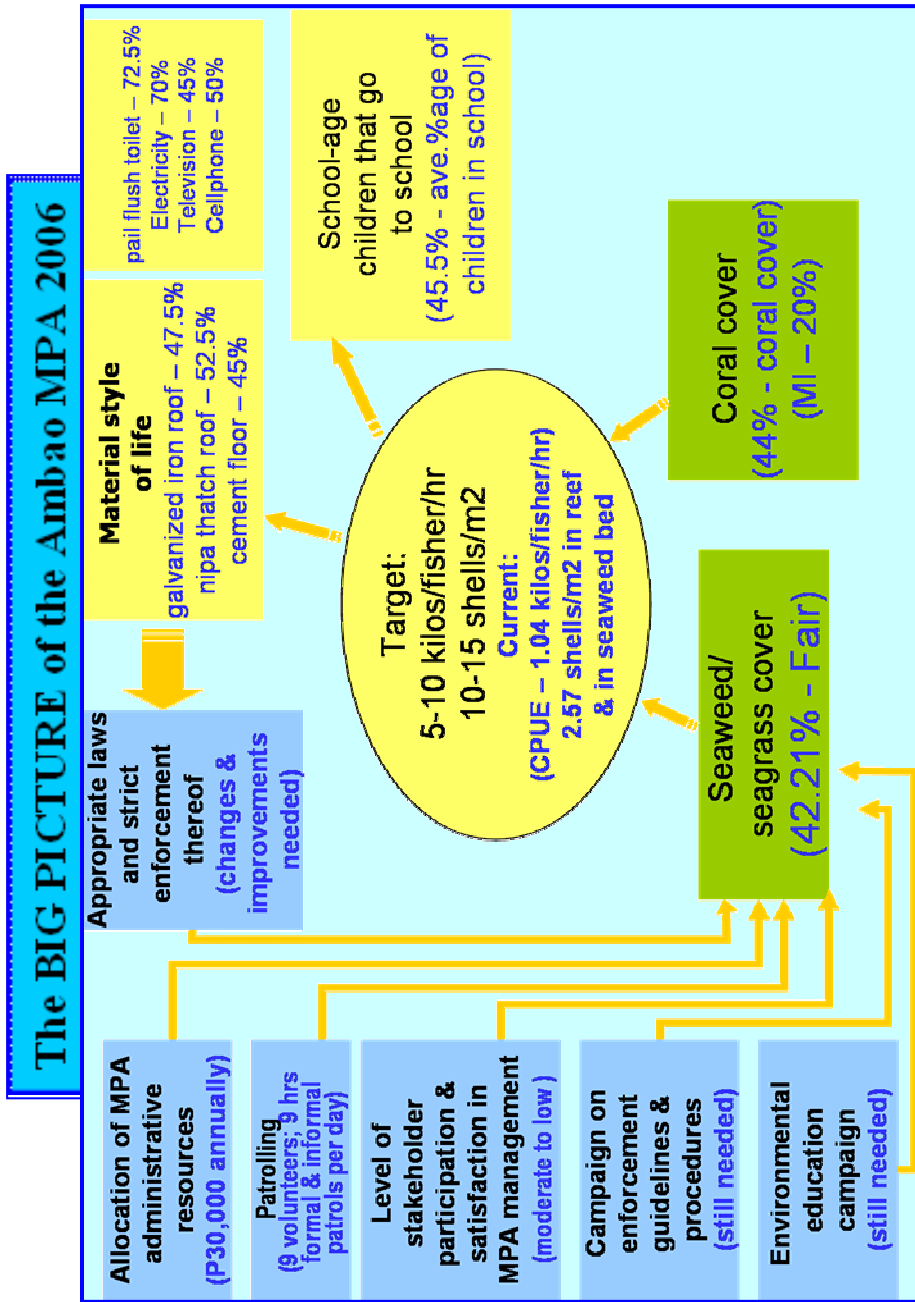 The BIG PICTURE of the Ambao MPA 2006
Allocation of MPA
administrative
resources
(P30,000 annually)
Patrolling
(9 volunteers; 9 hrs
formal & informal
patrols per day)
Level of
stakeholder
participation &
satisfaction in
MPA management
(moderate to low )
Campaign on
enforcement
guidelines &
procedures
(still needed)
Environmental
education
campaign
(still needed)
Appropriate laws
and strict
enforcement
thereof
(changes &
improvements
needed)
Material style
of life
galvanized iron roof – 47.5%
nipa thatch roof – 52.5%
cement floor – 45%
pail flush toilet – 72.5%
Electricity – 70%
Television – 45%
Cellphone – 50%
School-age
children that go
to school
(45.5% - ave.%age of
children in school)
Target:
5-10 kilos/fisher/hr
10-15 shells/m2
Current:
(CPUE – 1.04 kilos/fisher/hr)
2.57 shells/m2 in reef
& in seaweed bed
Seaweed/
seagrass cover
(42.21% - Fair)
Coral cover
(44% - coral cover)
(MI – 20%)